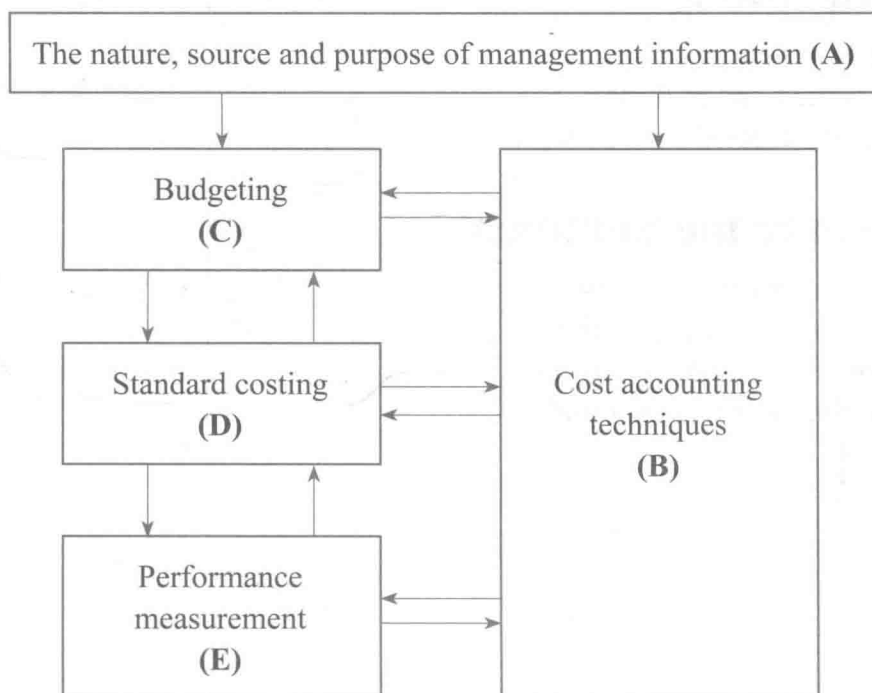 The nature, source and purpose of management information (A)
Budgeting
(C)
Standard costing
(D)
Cost accounting
techniques
(B)
Performance
measurement
(E)